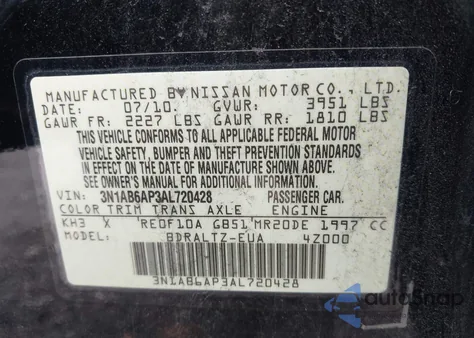 MANUFACTURED BY NISSAN MOTOR CO., LTD.
DATE: 07/10. GVWR: 3951 LBS
GAWR FR: 2227 LBS GAWR RR: 1810 LBS
THIS VEHICLE CONFORMS TO ALL APPLICABLE FEDERAL MOTOR
VEHICLE SAFETY, BUMPER AND THEFT PREVENTION STANDARDS
IN EFFECT ON THE DATE OF MANUFACTURE SHOWN ABOVE.
SEE OWNER'S MANUAL FOR ADDITIONAL INFORMATION.
VIN: 3N1AB6AP3AL720428 PASSENGER CAR.
COLOR TRIM TRANS AXLE ENGINE
KH3 X RE0F10A GB51 MR20DE 1997 CC
MODEL: BDRALTZ-EUA 4Z000
3N1AB6AP3AL720428
autoSnap